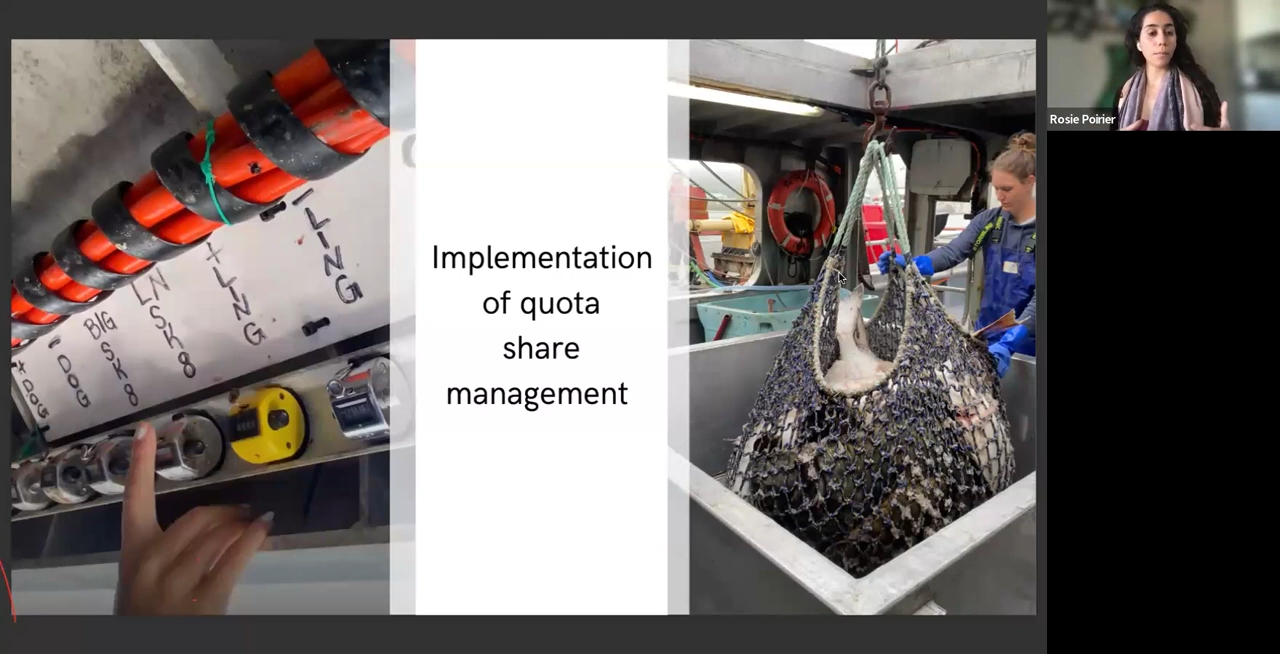 + DOG
- DOG
BIG SK8
LN SK8
+ LING
- LING
Implementation
of quota
share
management
Rosie Poirier